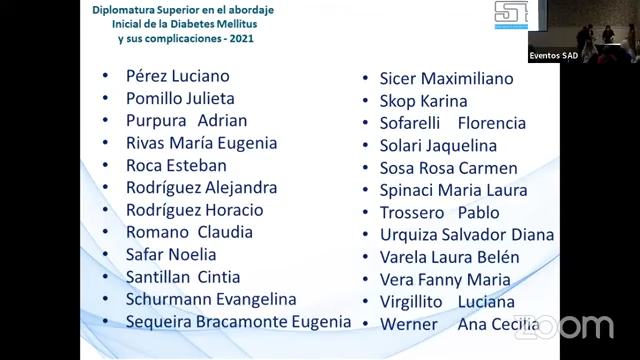 Diplomatura Superior en el abordaje
Inicial de la Diabetes Mellitus
y sus complicaciones - 2021
Eventos SAD
Pérez Luciano
Pomillo Julieta
Purpura Adrian
Rivas María Eugenia
Roca Esteban
Rodríguez Alejandra
Rodríguez Horacio
Romano Claudia
Safar Noelia
Santillan Cintia
Schurmann Evangelina
Sequeira Bracamonte Eugenia
Sicer Maximiliano
Skop Karina
Sofarelli Florencia
Solari Jaquelina
Sosa Rosa Carmen
Spinaci Maria Laura
Trossero Pablo
Urquiza Salvador Diana
Varela Laura Belén
Vera Fanny Maria
Virgillito Luciana
Werner Ana Cecilia
zoom